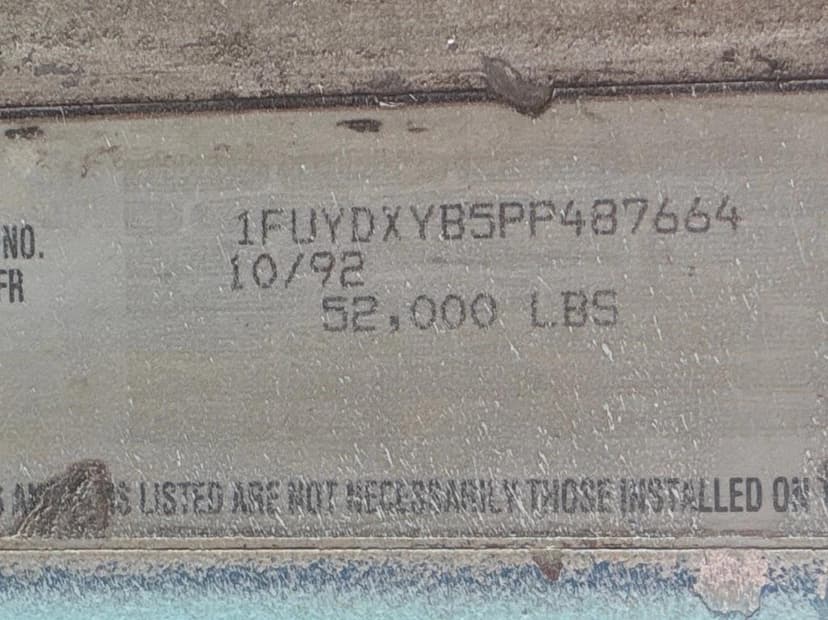 NO. 1FUYDXYB5PP487664
FR 10/92
52,000 LBS
LISTED ARE NOT NECESSARILY THOSE INSTALLED ON